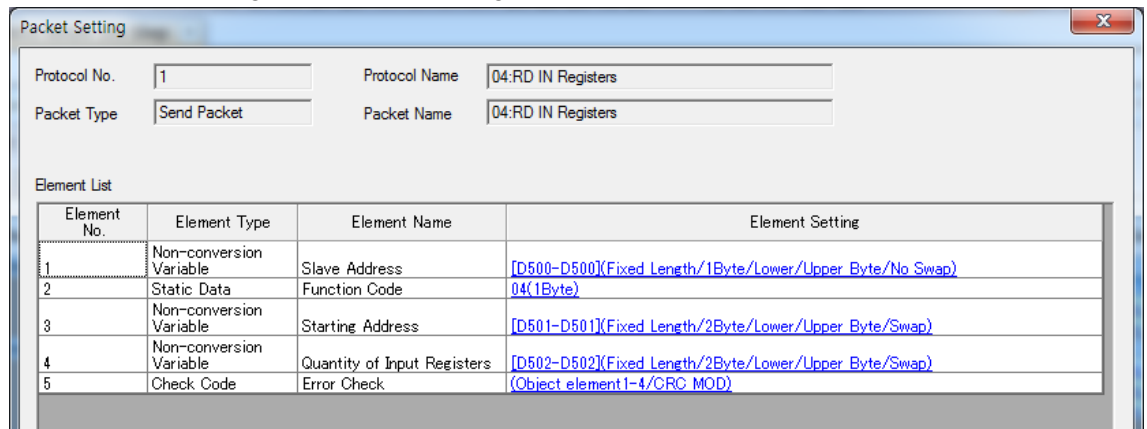 Packet Setting
Protocol No. 1 Protocol Name 04:RD IN Registers
Packet Type Send Packet Packet Name 04:RD IN Registers
Element List
Element No. Element Type Element Name Element Setting
1 Non-conversion Variable Slave Address [D500-D500](Fixed Length/1Byte/Lower/Upper Byte/No Swap)
2 Static Data Function Code 04(1Byte)
3 Non-conversion Variable Starting Address [D501-D501](Fixed Length/2Byte/Lower/Upper Byte/Swap)
4 Non-conversion Variable Quantity of Input Registers [D502-D502](Fixed Length/2Byte/Lower/Upper Byte/Swap)
5 Check Code Error Check (Object element1-4/CRC MOD)